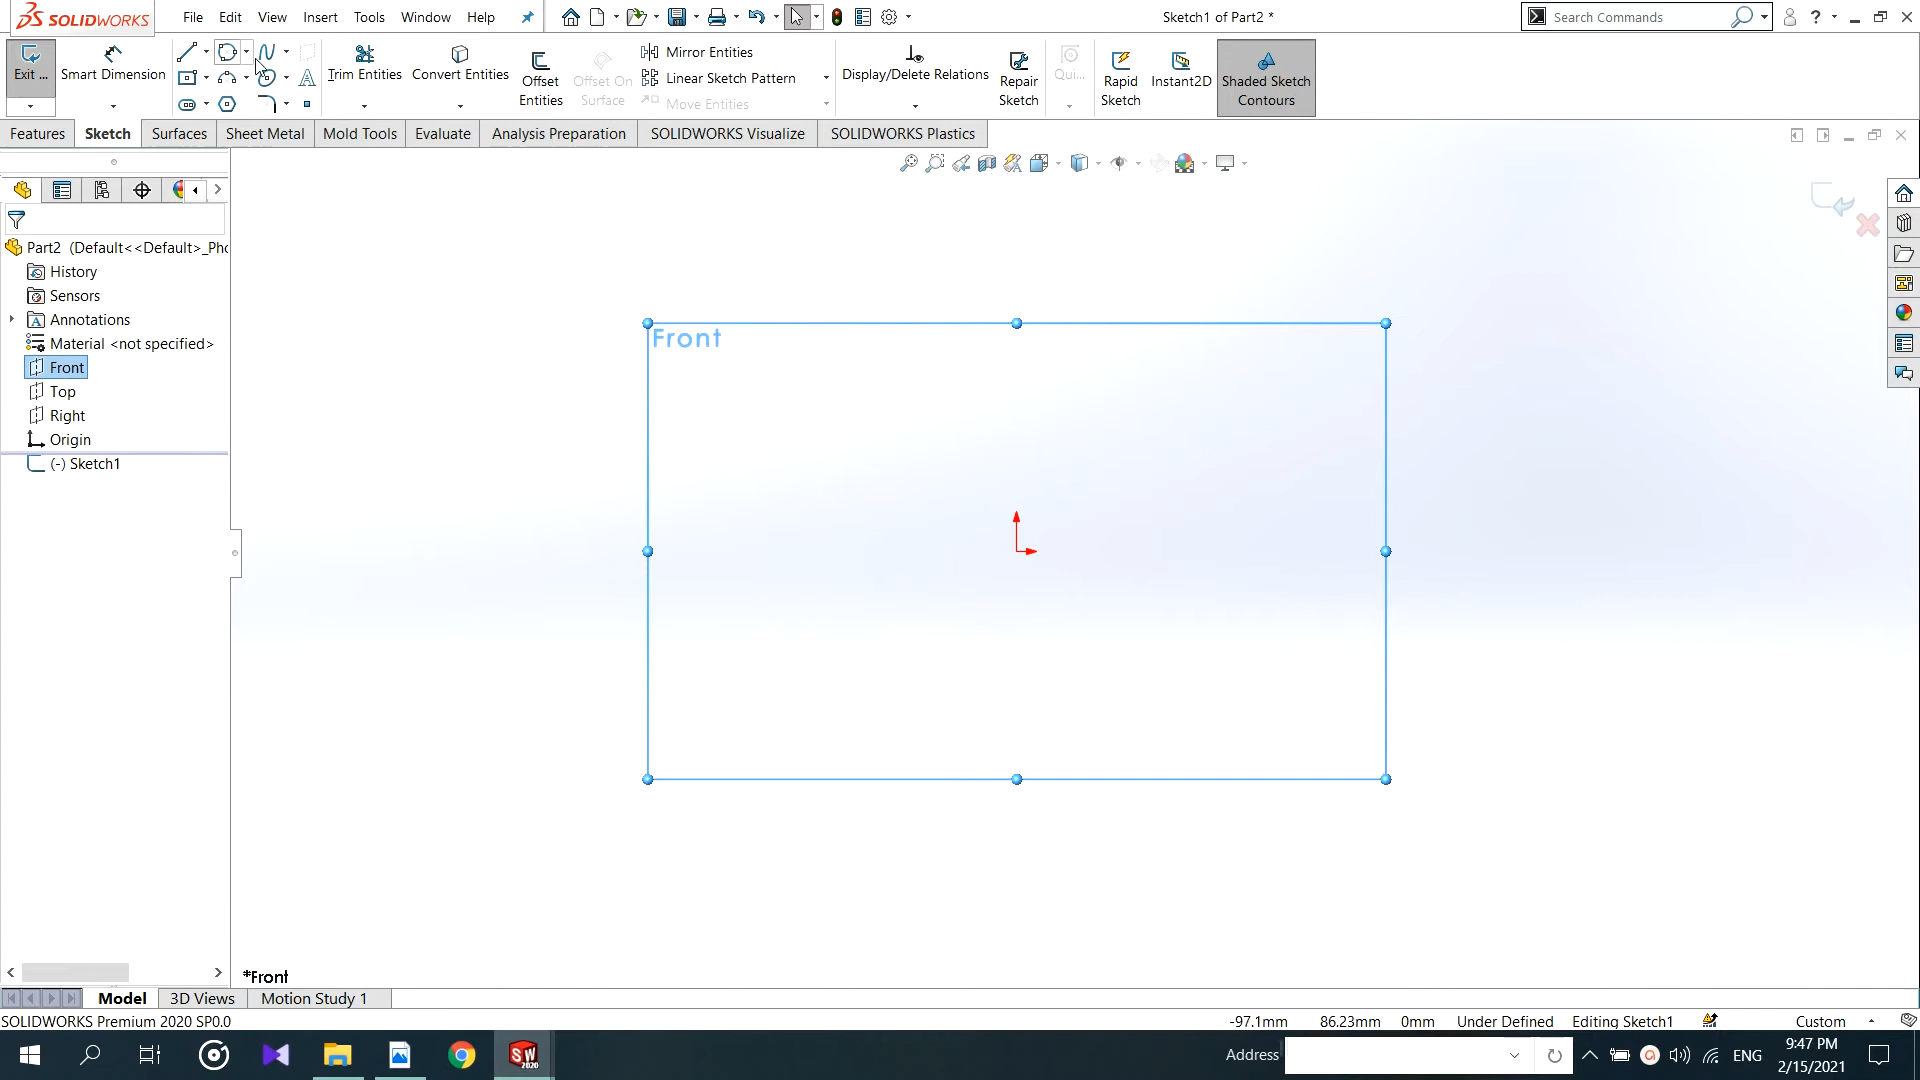 SOLIDWORKS File Edit View Insert Tools Window Help Sketch1 of Part2 * Search Commands
Exit ... Smart Dimension Trim Entities Convert Entities Offset Entities Offset On Surface Mirror Entities Linear Sketch Pattern Move Entities Display/Delete Relations Repair Sketch Qui... Rapid Sketch Instant2D Shaded Sketch Contours
Features Sketch Surfaces Sheet Metal Mold Tools Evaluate Analysis Preparation SOLIDWORKS Visualize SOLIDWORKS Plastics
Part2 (Default<<Default>_Pho
History
Sensors
Annotations
Material <not specified>
Front
Top
Right
Origin
(-) Sketch1
Front
*Front
Model 3D Views Motion Study 1
SOLIDWORKS Premium 2020 SP0.0 -97.1mm 86.23mm 0mm Under Defined Editing Sketch1 Custom
SW 2020 Address ENG 9:47 PM
2/15/2021